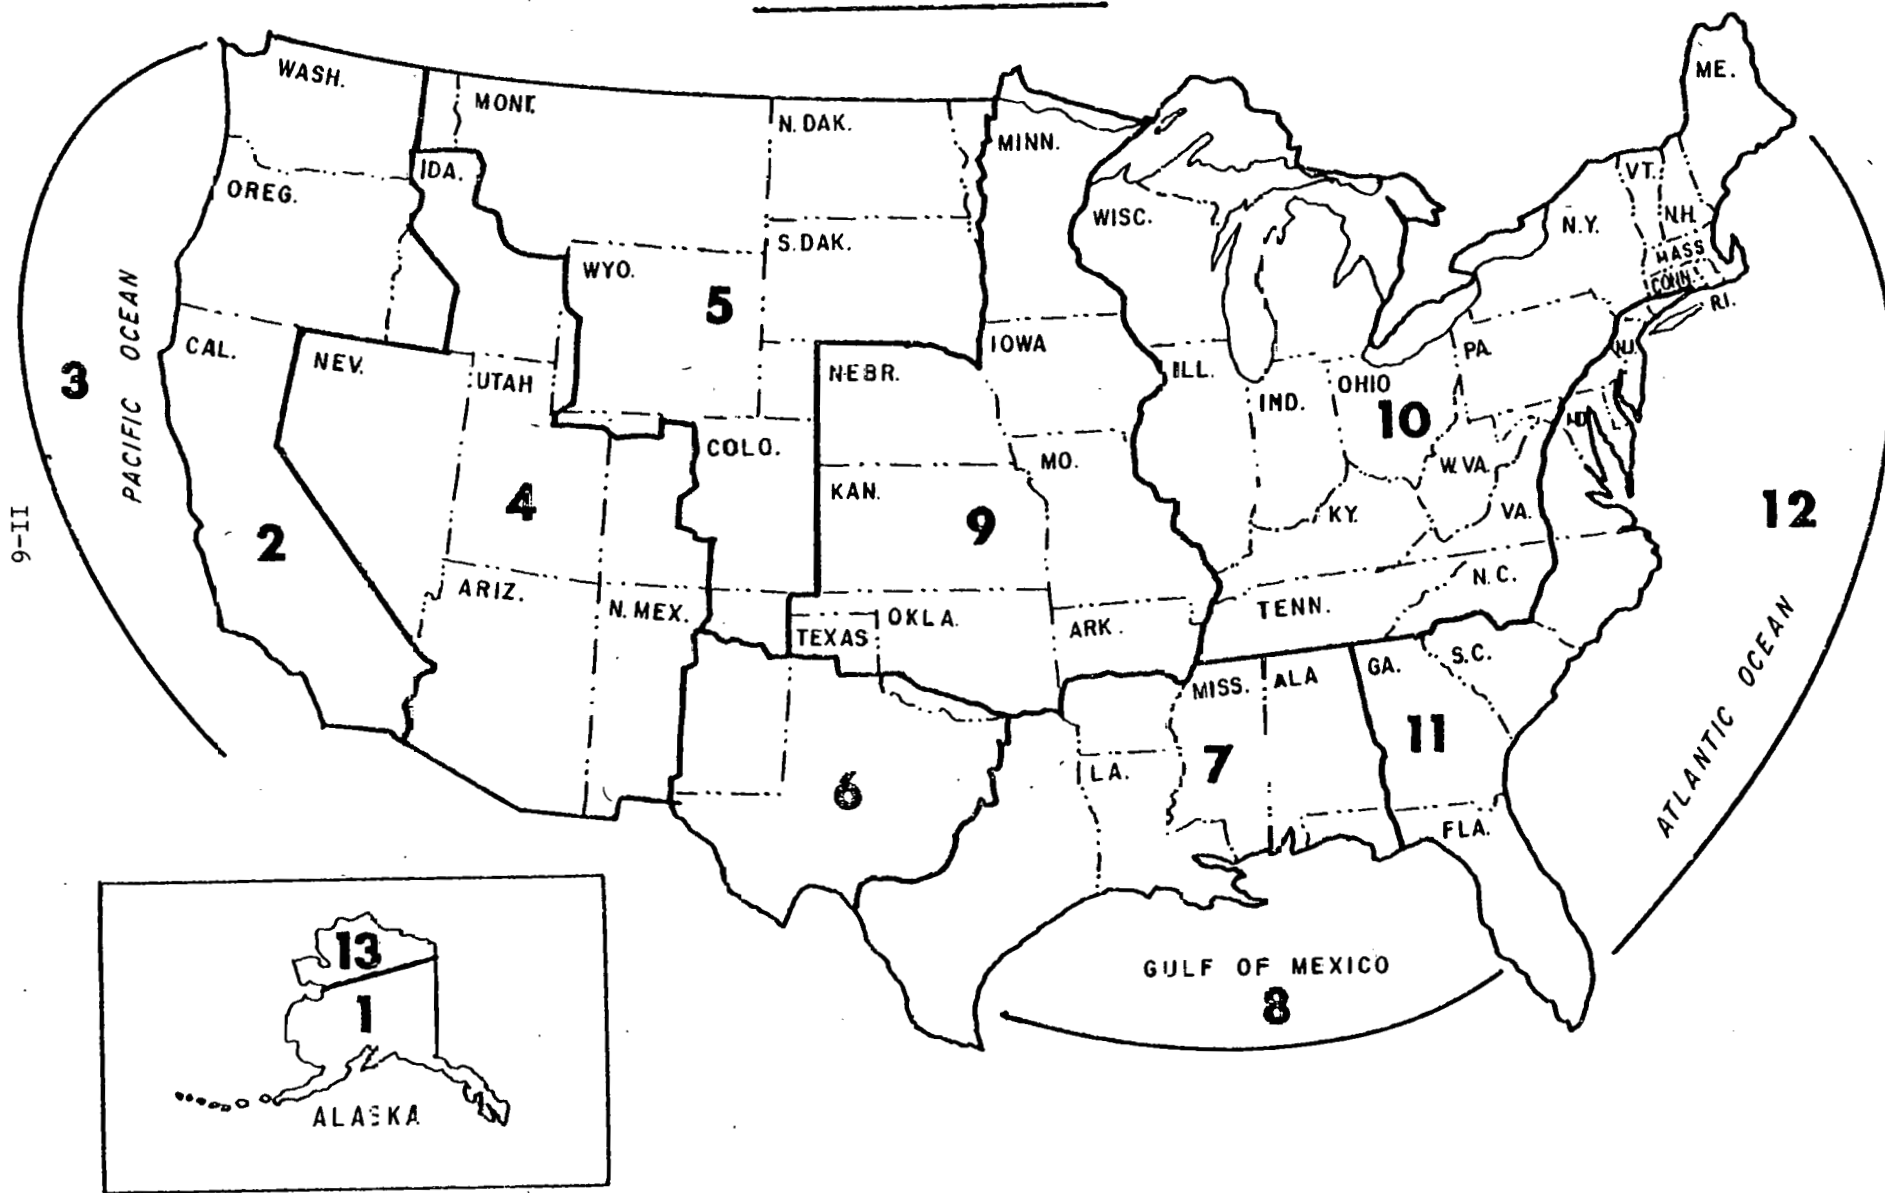 WASH.
MONT.
N. DAK.
MINN.
ME.
IDA.
OREG.
WYO.
S. DAK.
WISC.
VT.
N.H.
N.Y.
MASS
CONN.
R.I.
5
PACIFIC OCEAN
3
CAL.
NEV.
UTAH
NEBR.
IOWA
ILL.
IND.
OHIO
PA.
N.J.
10
MD.
COLO.
KAN.
MO.
W. VA.
VA.
KY.
4
9
2
12
II-6
ARIZ.
N. MEX.
TEXAS
OKLA.
ARK.
TENN.
N.C.
S.C.
GA.
MISS.
ALA
11
7
6
LA.
FLA.
ATLANTIC OCEAN
GULF OF MEXICO
8
13
1
ALASKA